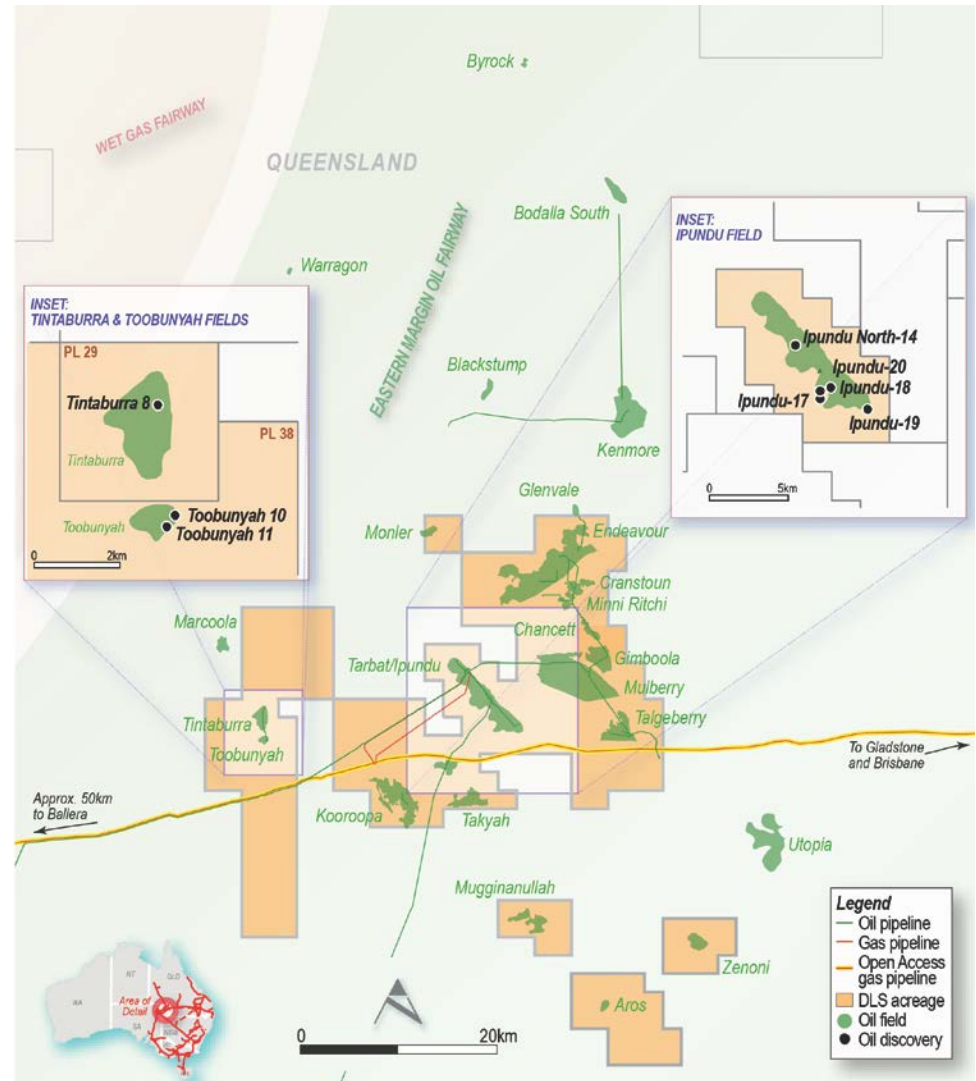 Byrock
WET GAS FAIRWAY
QUEENSLAND
Bodalla South
EASTERN MARGIN OIL FAIRWAY
Warragon
INSET:
IPUNDU FIELD
Ipundu North-14
Ipundu-20
Ipundu-18
Ipundu-17
Ipundu-19
0 5km
INSET:
TINTABURRA & TOOBUNYAH FIELDS
PL 29
Tintaburra 8
PL 38
Tintaburra
Toobunyah 10
Toobunyah
Toobunyah 11
0 2km
Blackstump
Kenmore
Glenvale
Monler
Endeavour
Cranstoun
Minni Ritchi
Marcoola
Chancett
Tarbat/Ipundu
Gimboola
Mulberry
Tintaburra
Talgeberry
Toobunyah
To Gladstone
and Brisbane
Approx. 50km
to Ballera
Kooroopa
Takyah
Utopia
Mugginanullah
Zenoni
Aros
Legend
Oil pipeline
Gas pipeline
Open Access
gas pipeline
DLS acreage
Oil field
Oil discovery
NT
QLD
WA
Area of
Detail
SA
NSW
0 20km